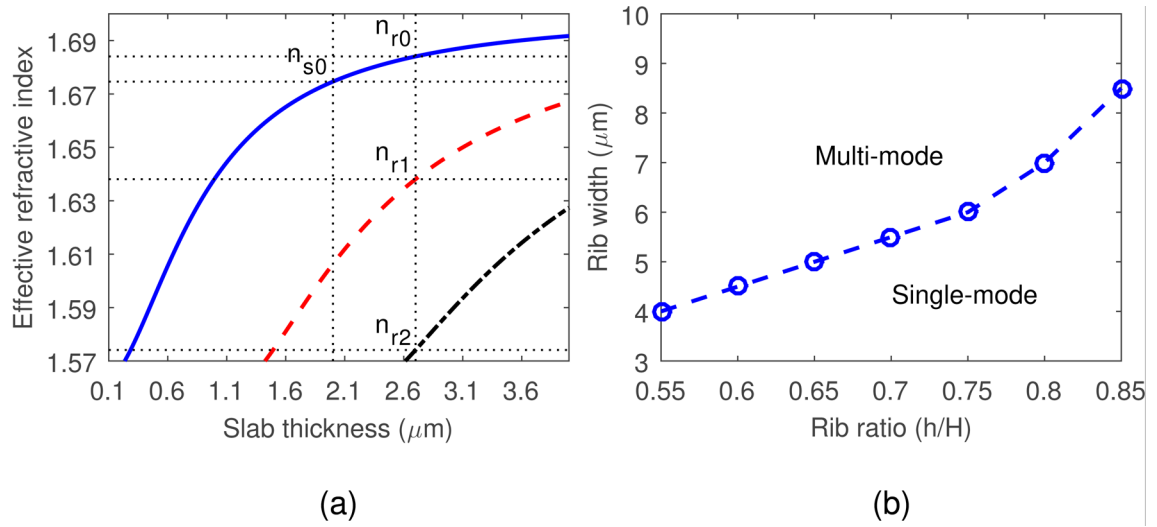 Effective refractive index
1.69
1.67
1.65
1.63
1.61
1.59
1.57
n_s0
n_r0
n_r1
n_r2
0.1 0.6 1.1 1.6 2.1 2.6 3.1 3.6
Slab thickness (μm)
(a)
Rib width (μm)
10
9
8
7
6
5
4
3
Multi-mode
Single-mode
0.55 0.6 0.65 0.7 0.75 0.8 0.85
Rib ratio (h/H)
(b)